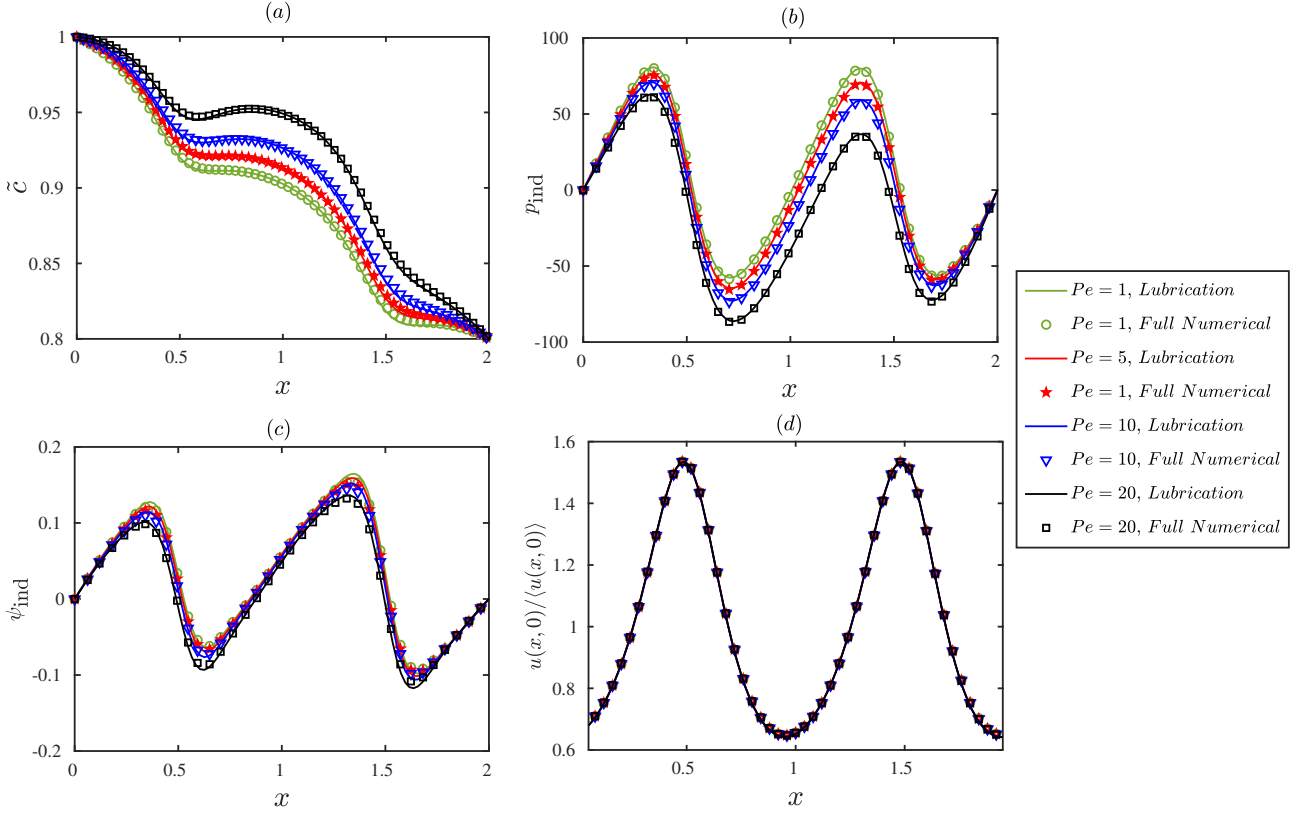 (a)
1
0.95
0.9
0.85
0.8
c̃
0
0.5
1
1.5
2
x
(b)
100
50
0
-50
-100
p_ind
0
0.5
1
1.5
2
x
(c)
0.2
0.1
0
-0.1
-0.2
ψ_ind
0
0.5
1
1.5
2
x
(d)
1.6
1.4
1.2
1
0.8
0.6
u(x, 0)/⟨u(x, 0)⟩
0.5
1
1.5
x
Pe = 1, Lubrication
Pe = 1, Full Numerical
Pe = 5, Lubrication
Pe = 1, Full Numerical
Pe = 10, Lubrication
Pe = 10, Full Numerical
Pe = 20, Lubrication
Pe = 20, Full Numerical